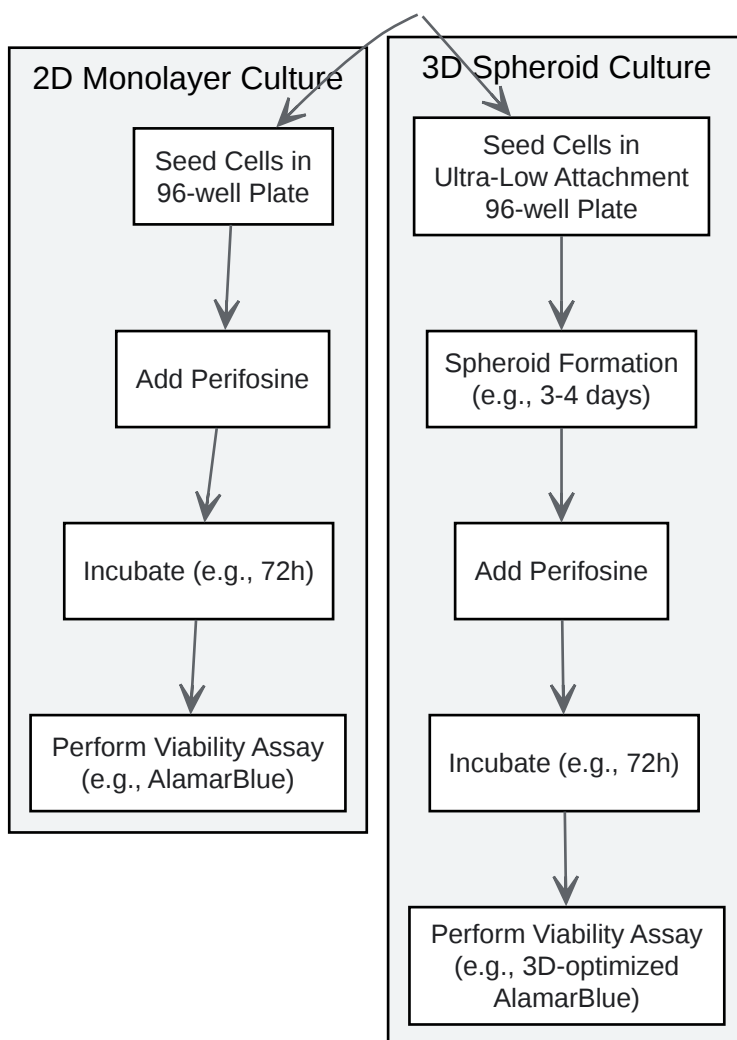 2D Monolayer Culture
Seed Cells in
96-well Plate
Add Perifosine
Incubate (e.g., 72h)
Perform Viability Assay
(e.g., AlamarBlue)
3D Spheroid Culture
Seed Cells in
Ultra-Low Attachment
96-well Plate
Spheroid Formation
(e.g., 3-4 days)
Add Perifosine
Incubate (e.g., 72h)
Perform Viability Assay
(e.g., 3D-optimized
AlamarBlue)